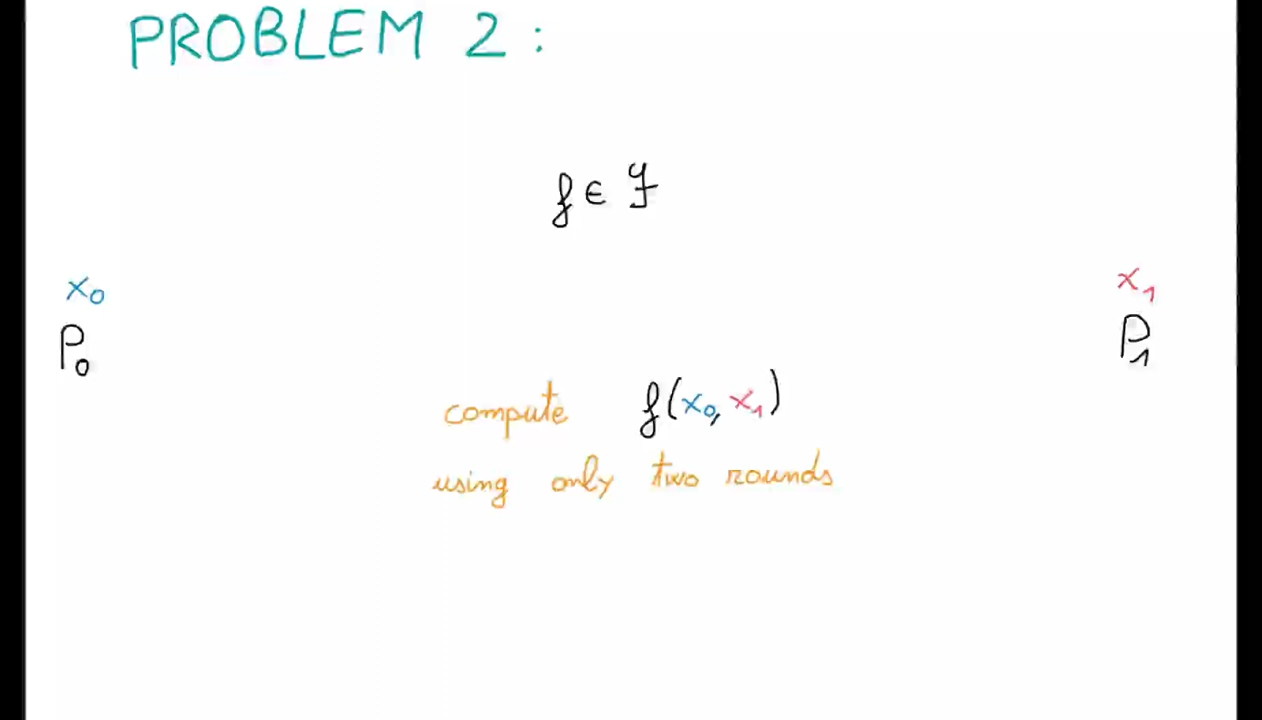 PROBLEM 2 :
f ∈ ℱ
x₀
x₁
P₀
P₁
compute f(x₀, x₁)
using only two rounds